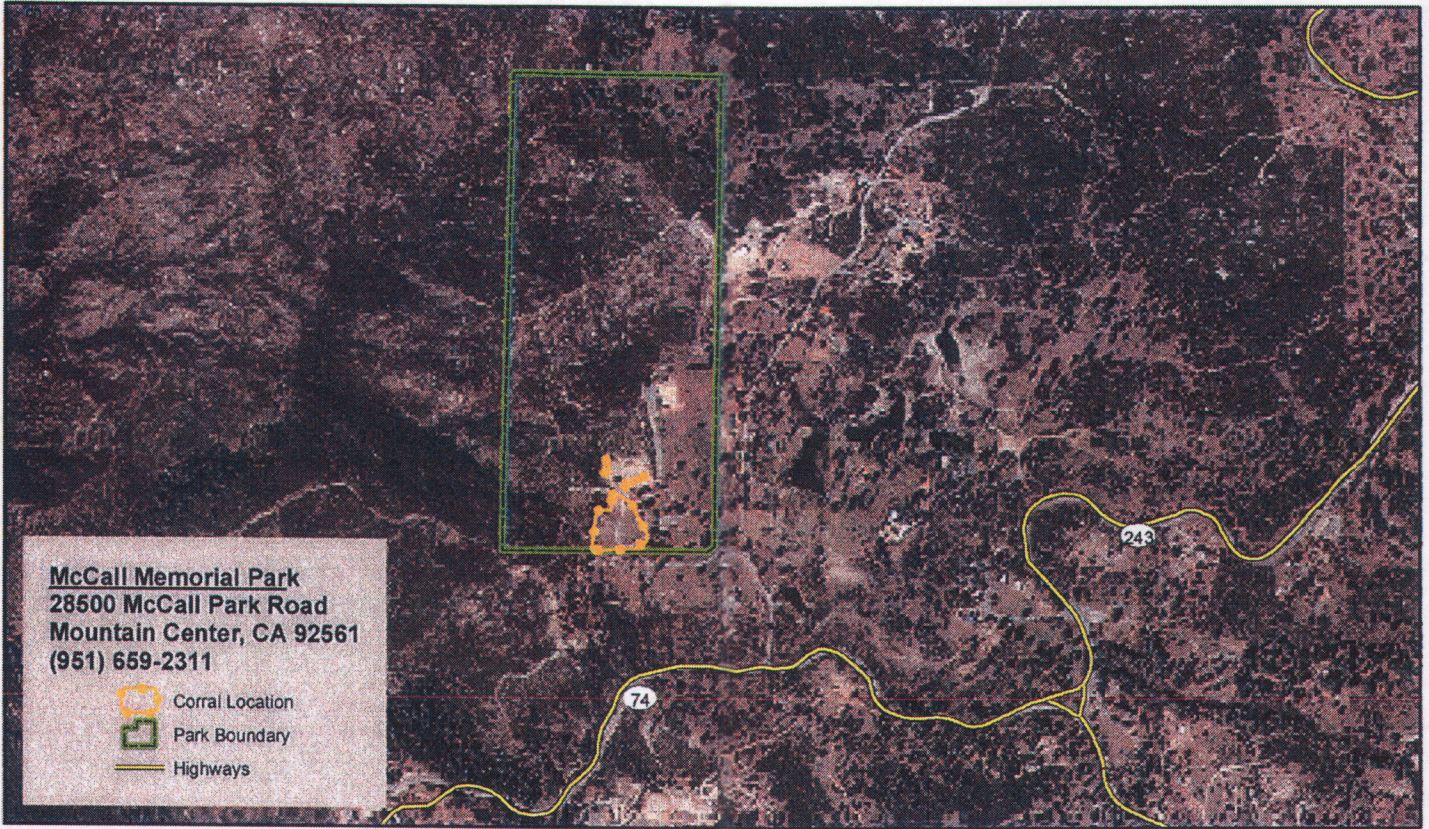 McCall Memorial Park
28500 McCall Park Road
Mountain Center, CA 92561
(951) 659-2311
Corral Location
Park Boundary
Highways
243
74